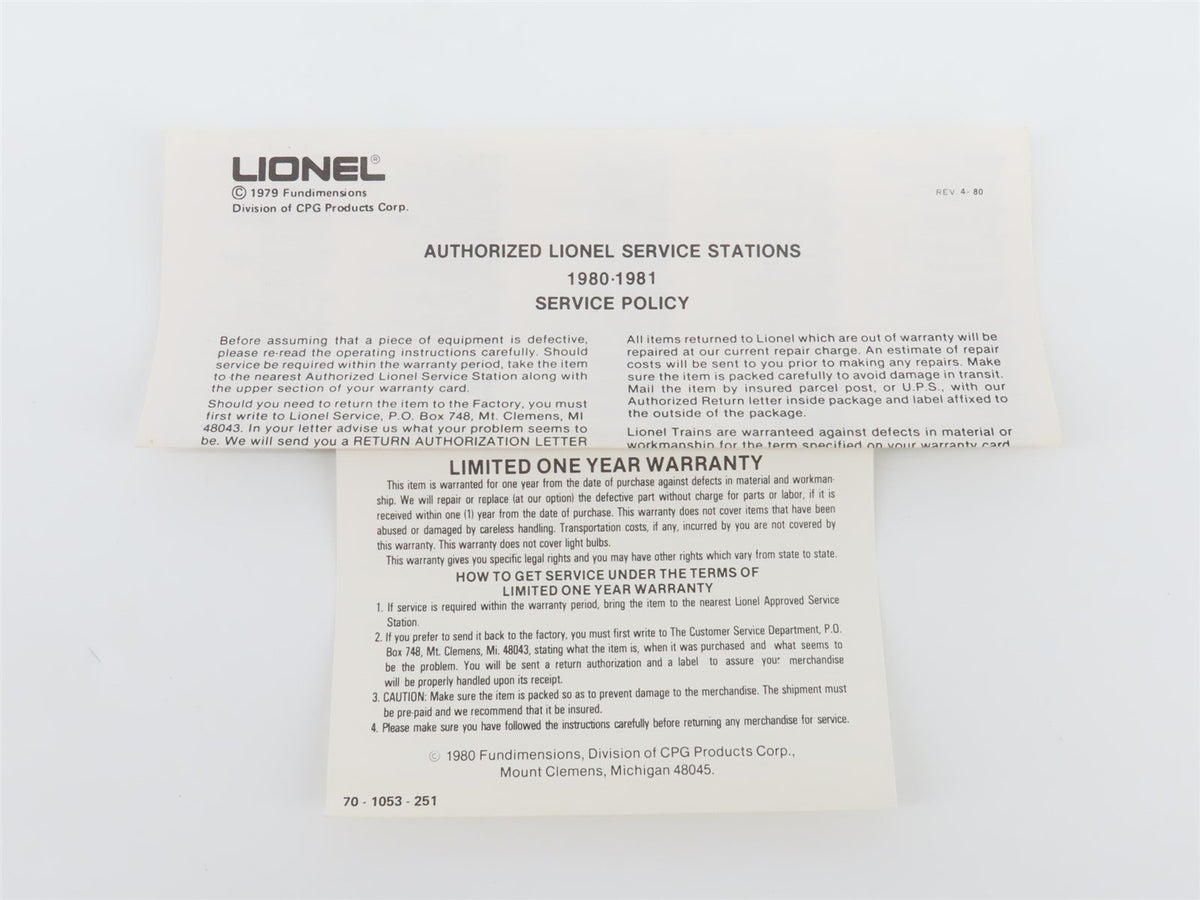 LIONEL®
© 1979 Fundimensions
Division of CPG Products Corp.
REV 4-80
AUTHORIZED LIONEL SERVICE STATIONS
1980-1981
SERVICE POLICY
Before assuming that a piece of equipment is defective,
please re-read the operating instructions carefully. Should
service be required within the warranty period, take the item
to the nearest Authorized Lionel Service Station along with
the upper section of your warranty card.
Should you need to return the item to the Factory, you must
first write to Lionel Service, P.O. Box 748, Mt. Clemens, MI
48043. In your letter advise us what your problem seems to
be. We will send you a RETURN AUTHORIZATION LETTER
All items returned to Lionel which are out of warranty will be
repaired at our current repair charge. An estimate of repair
costs will be sent to you prior to making any repairs. Make
sure the item is packed carefully to avoid damage in transit.
Mail the item by insured parcel post, or U.P.S., with our
Authorized Return letter inside package and label affixed to
the outside of the package.
Lionel Trains are warranteed against defects in material or
workmanship for the term specified on your warranty card
LIMITED ONE YEAR WARRANTY
This item is warranted for one year from the date of purchase against defects in material and workman-
ship. We will repair or replace (at our option) the defective part without charge for parts or labor, if it is
received within one (1) year from the date of purchase. This warranty does not cover items that have been
abused or damaged by careless handling. Transportation costs, if any, incurred by you are not covered by
this warranty. This warranty does not cover light bulbs.
This warranty gives you specific legal rights and you may have other rights which vary from state to state.
HOW TO GET SERVICE UNDER THE TERMS OF
LIMITED ONE YEAR WARRANTY
1. If service is required within the warranty period, bring the item to the nearest Lionel Approved Service
Station.
2. If you prefer to send it back to the factory, you must first write to The Customer Service Department, P.O.
Box 748, Mt. Clemens, Mi. 48043, stating what the item is, when it was purchased and what seems to
be the problem. You will be sent a return authorization and a label to assure your merchandise
will be properly handled upon its receipt.
3. CAUTION: Make sure the item is packed so as to prevent damage to the merchandise. The shipment must
be pre-paid and we recommend that it be insured.
4. Please make sure you have followed the instructions carefully before returning any merchandise for service.
© 1980 Fundimensions, Division of CPG Products Corp.,
Mount Clemens, Michigan 48045.
70 - 1053 - 251